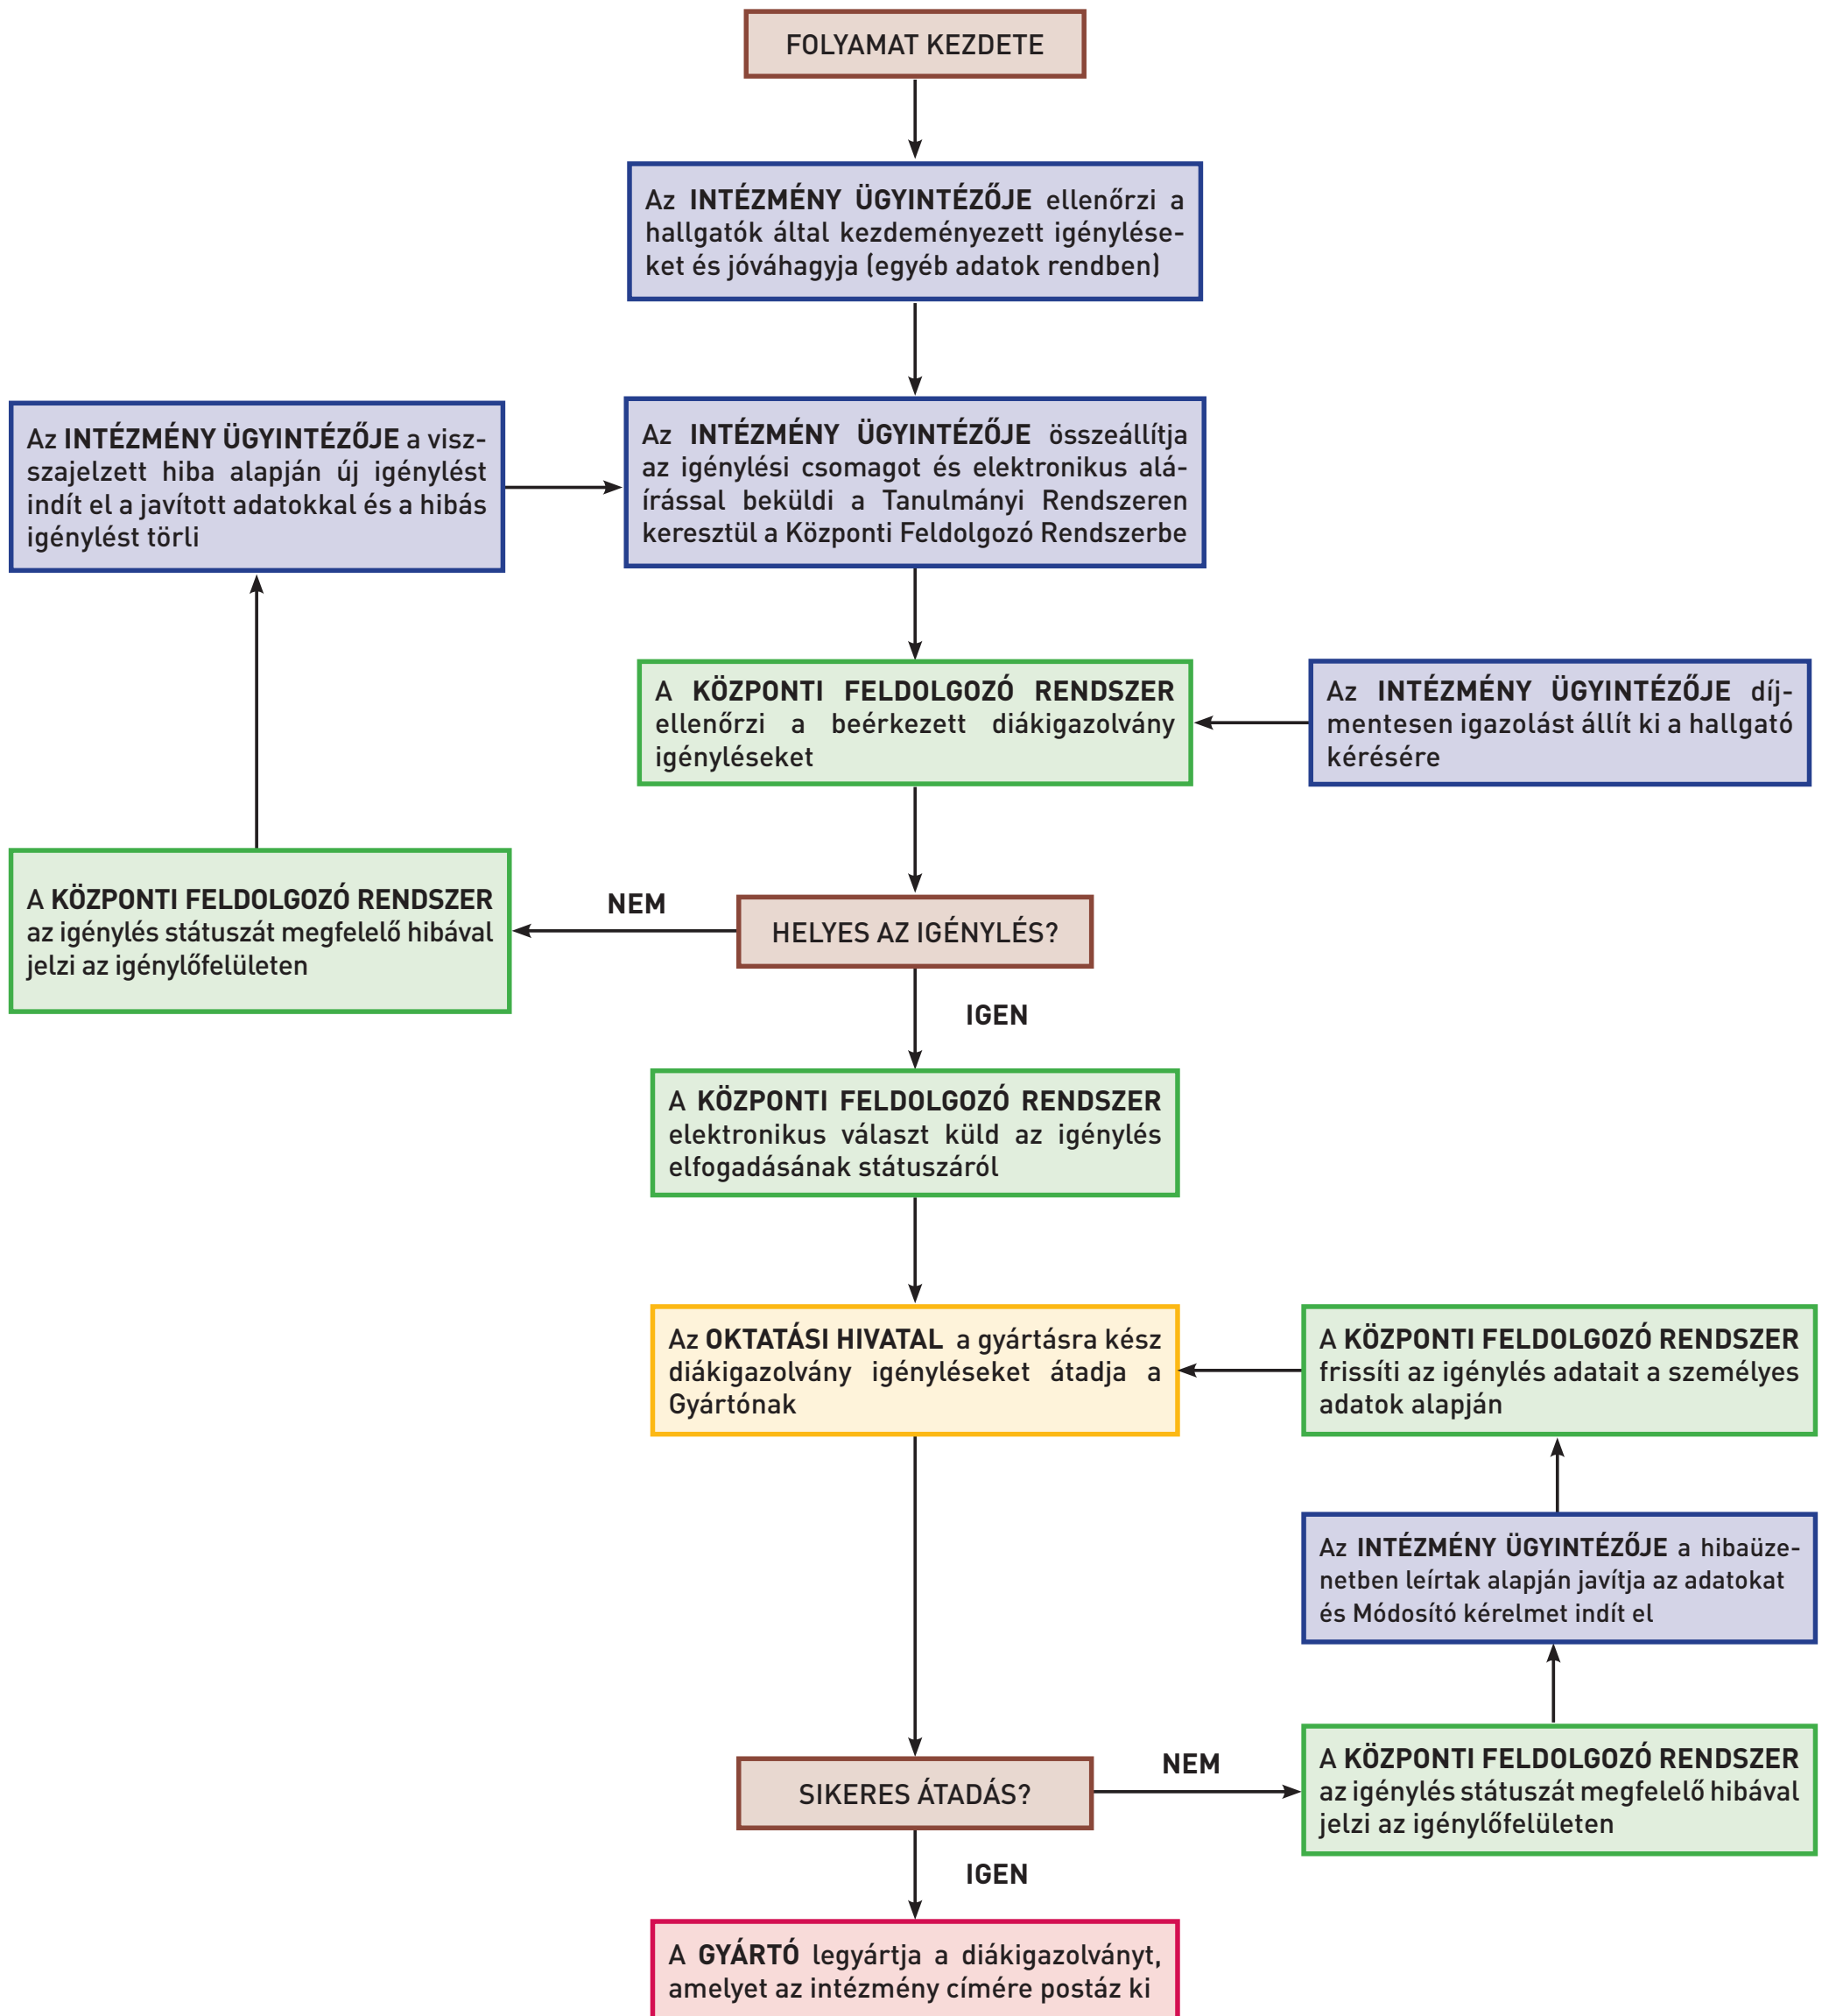 FOLYAMAT KEZDETE
Az INTÉZMÉNY ÜGYINTÉZŐJE ellenőrzi a
hallgatók által kezdeményezett igénylése-
ket és jóváhagyja (egyéb adatok rendben)
Az INTÉZMÉNY ÜGYINTÉZŐJE a visz-
szajelzett hiba alapján új igénylést
indít el a javított adatokkal és a hibás
igénylést törli
Az INTÉZMÉNY ÜGYINTÉZŐJE összeállítja
az igénylési csomagot és elektronikus alá-
írással beküldi a Tanulmányi Rendszeren
keresztül a Központi Feldolgozó Rendszerbe
A KÖZPONTI FELDOLGOZÓ RENDSZER
ellenőrzi a beérkezett diákigazolvány
igényléseket
Az INTÉZMÉNY ÜGYINTÉZŐJE díj-
mentesen igazolást állít ki a hallgató
kérésére
A KÖZPONTI FELDOLGOZÓ RENDSZER
az igénylés státuszát megfelelő hibával
jelzi az igénylőfelületen
NEM
HELYES AZ IGÉNYLÉS?
IGEN
A KÖZPONTI FELDOLGOZÓ RENDSZER
elektronikus választ küld az igénylés
elfogadásának státuszáról
Az OKTATÁSI HIVATAL a gyártásra kész
diákigazolvány igényléseket átadja a
Gyártónak
A KÖZPONTI FELDOLGOZÓ RENDSZER
frissíti az igénylés adatait a személyes
adatok alapján
Az INTÉZMÉNY ÜGYINTÉZŐJE a hibaüze-
netben leírtak alapján javítja az adatokat
és Módosító kérelmet indít el
SIKERES ÁTADÁS?
NEM
A KÖZPONTI FELDOLGOZÓ RENDSZER
az igénylés státuszát megfelelő hibával
jelzi az igénylőfelületen
IGEN
A GYÁRTÓ legyártja a diákigazolványt,
amelyet az intézmény címére postáz ki